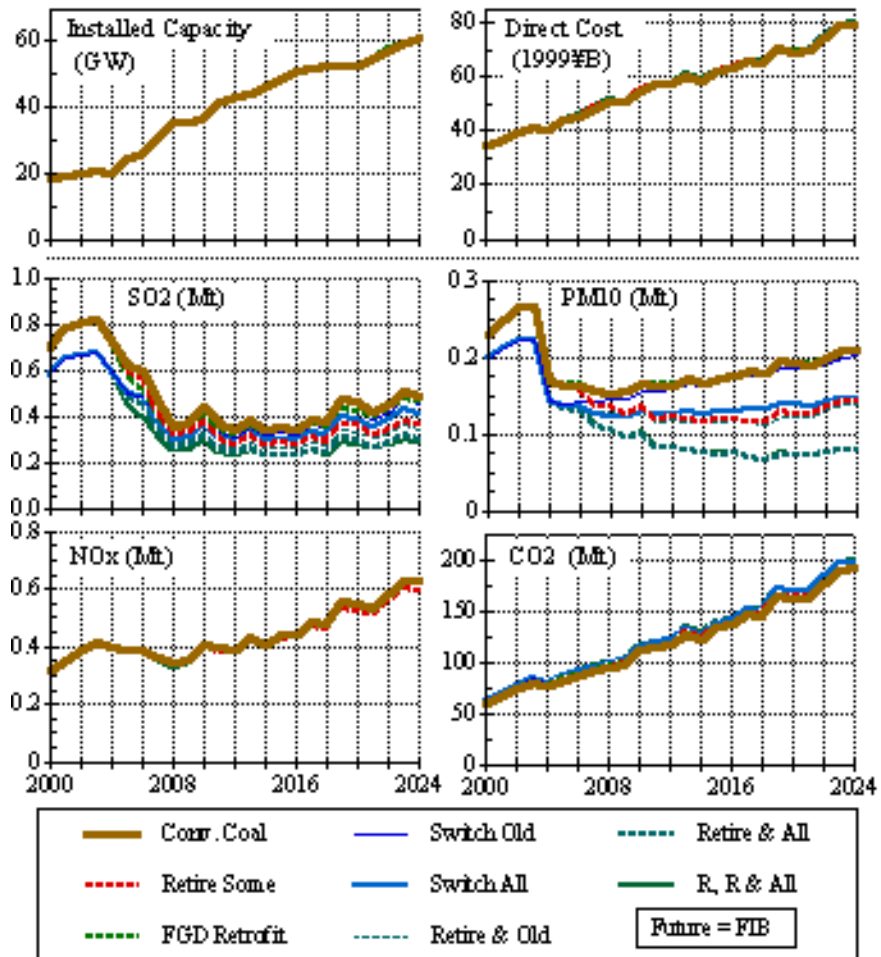 Installed Capacity
(GW)
60
40
20
0
Direct Cost
(1999¥B)
80
60
40
20
0
SO2 (Mt)
1.0
0.8
0.6
0.4
0.2
0.0
PM10 (Mt)
0.3
0.2
0.1
0
NOx (Mt)
0.8
0.6
0.4
0.2
0
2000 2008 2016 2024
CO2 (Mt)
200
150
100
50
0
2000 2008 2016 2024
Conv. Coal
Switch Old
Retire & All
Retire Some
Switch All
R, R & All
FGD Retrofit
Retire & Old
Future = FIB